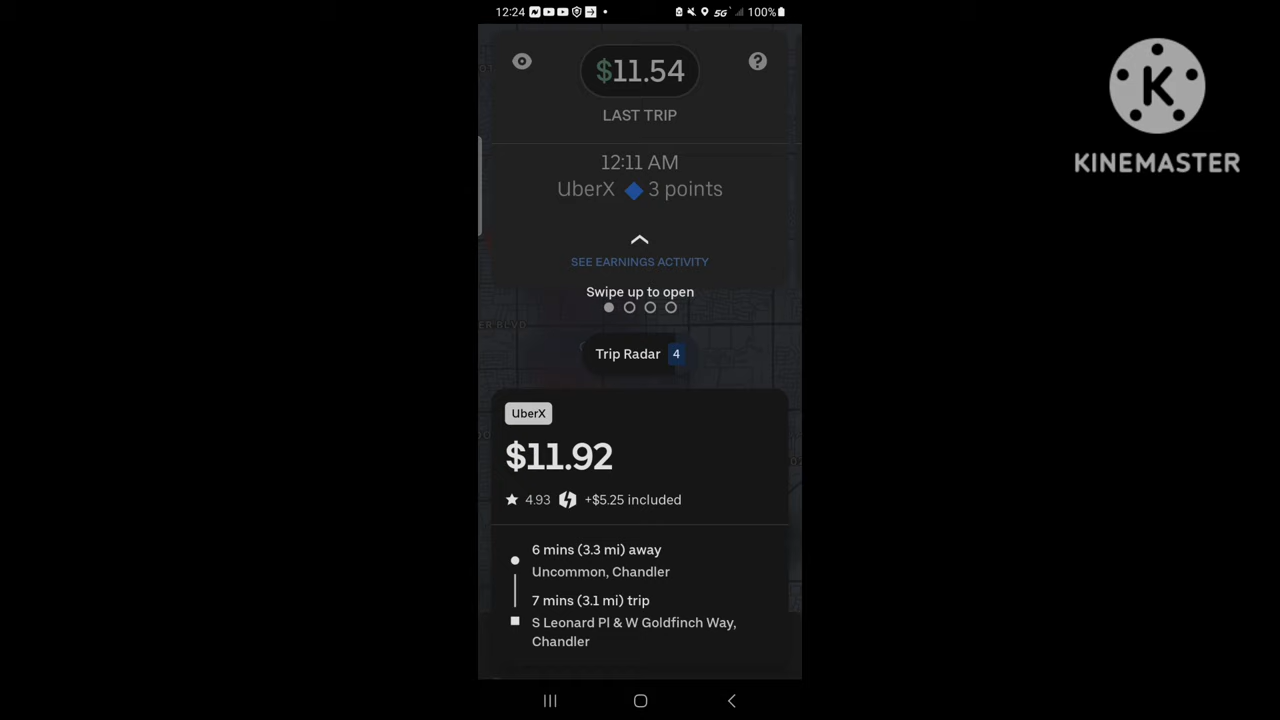 12:24
5G
100%
$11.54
LAST TRIP
12:11 AM
UberX 3 points
SEE EARNINGS ACTIVITY
Swipe up to open
Trip Radar 4
UberX
$11.92
4.93 +$5.25 included
6 mins (3.3 mi) away
Uncommon, Chandler
7 mins (3.1 mi) trip
S Leonard Pl & W Goldfinch Way,
Chandler
K
KINEMASTER